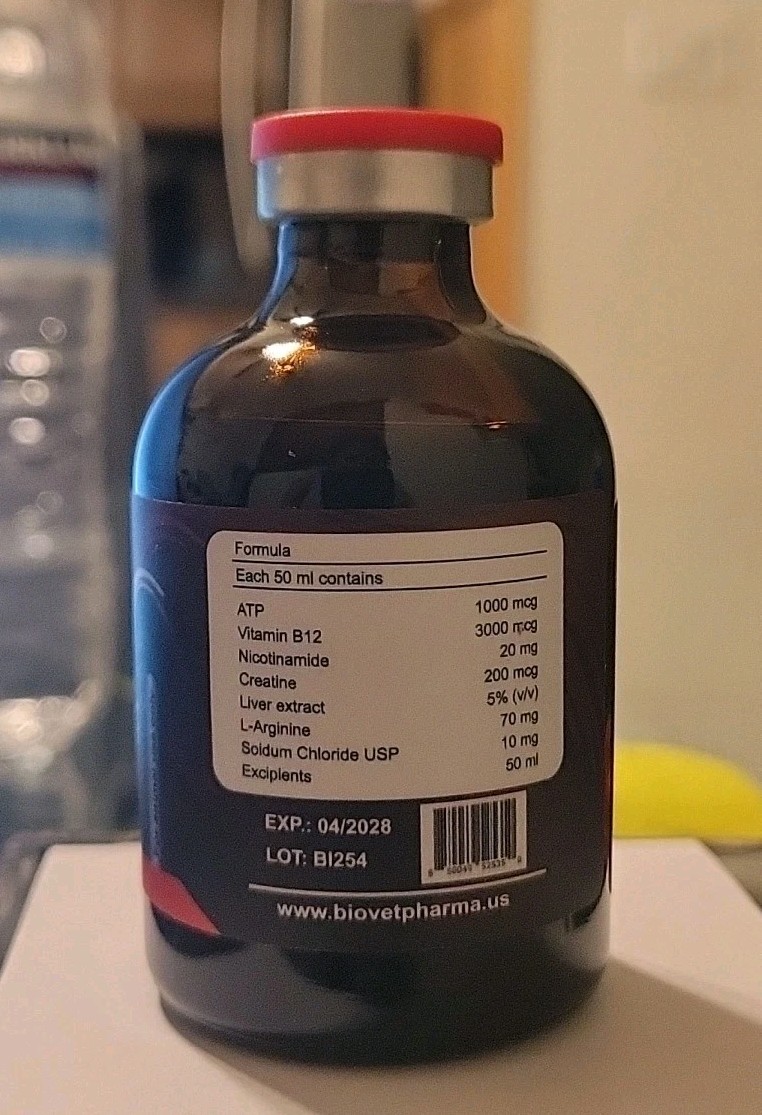 Formula
Each 50 ml contains
ATP 1000 mcg
Vitamin B12 3000 mcg
Nicotinamide 20 mg
Creatine 200 mcg
Liver extract 5% (v/v)
L-Arginine 70 mg
Soidum Chloride USP 10 mg
Excipients 50 ml
EXP.: 04/2028
LOT: BI254
www.biovetpharma.us